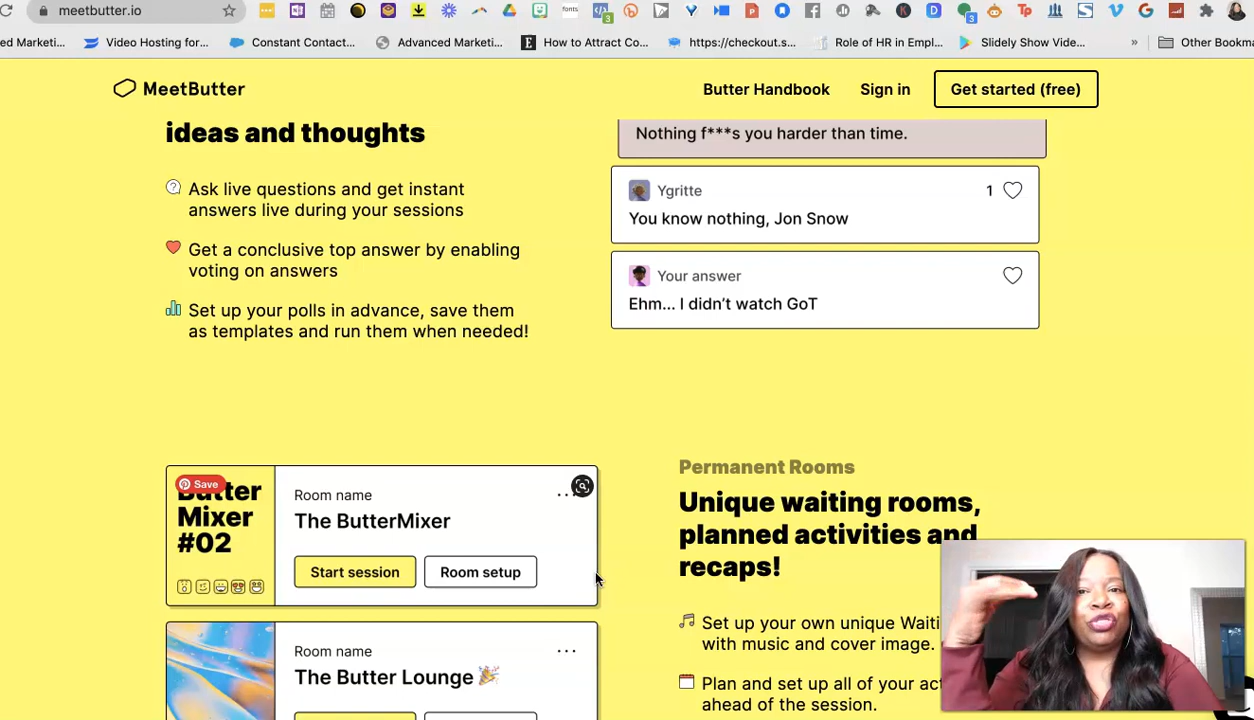 meetbutter.io
ed Marketi...
Video Hosting for...
Constant Contact...
Advanced Marketi...
How to Attract Co...
https://checkout.s...
Role of HR in Empl...
Slidely Show Vide...
»
Other Bookma
MeetButter
Butter Handbook
Sign in
Get started (free)
ideas and thoughts
Ask live questions and get instant
answers live during your sessions
Get a conclusive top answer by enabling
voting on answers
Set up your polls in advance, save them
as templates and run them when needed!
Nothing f***s you harder than time.
Ygritte
1
You know nothing, Jon Snow
Your answer
Ehm... I didn't watch GoT
Save
Butter
Mixer
#02
Room name
The ButterMixer
Start session
Room setup
Room name
The Butter Lounge 🎉
Permanent Rooms
Unique waiting rooms,
planned activities and
recaps!
Set up your own unique Waiti
with music and cover image.
Plan and set up all of your act
ahead of the session.